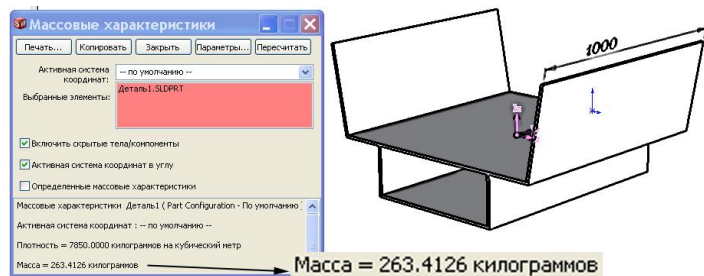 Массовые характеристики
Печать...
Копировать
Закрыть
Параметры...
Пересчитать
Активная система
координат:
-- по умолчанию --
Выбранные элементы:
Деталь1.SLDPRT
Включить скрытые тела/компоненты
Активная система координат в углу
Определенные массовые характеристики
Массовые характеристики Деталь1 ( Part Configuration - По умолчанию )
Активная система координат : -- по умолчанию --
Плотность = 7850.0000 килограммов на кубический метр
Масса = 263.4126 килограммов
Масса = 263.4126 килограммов
1000